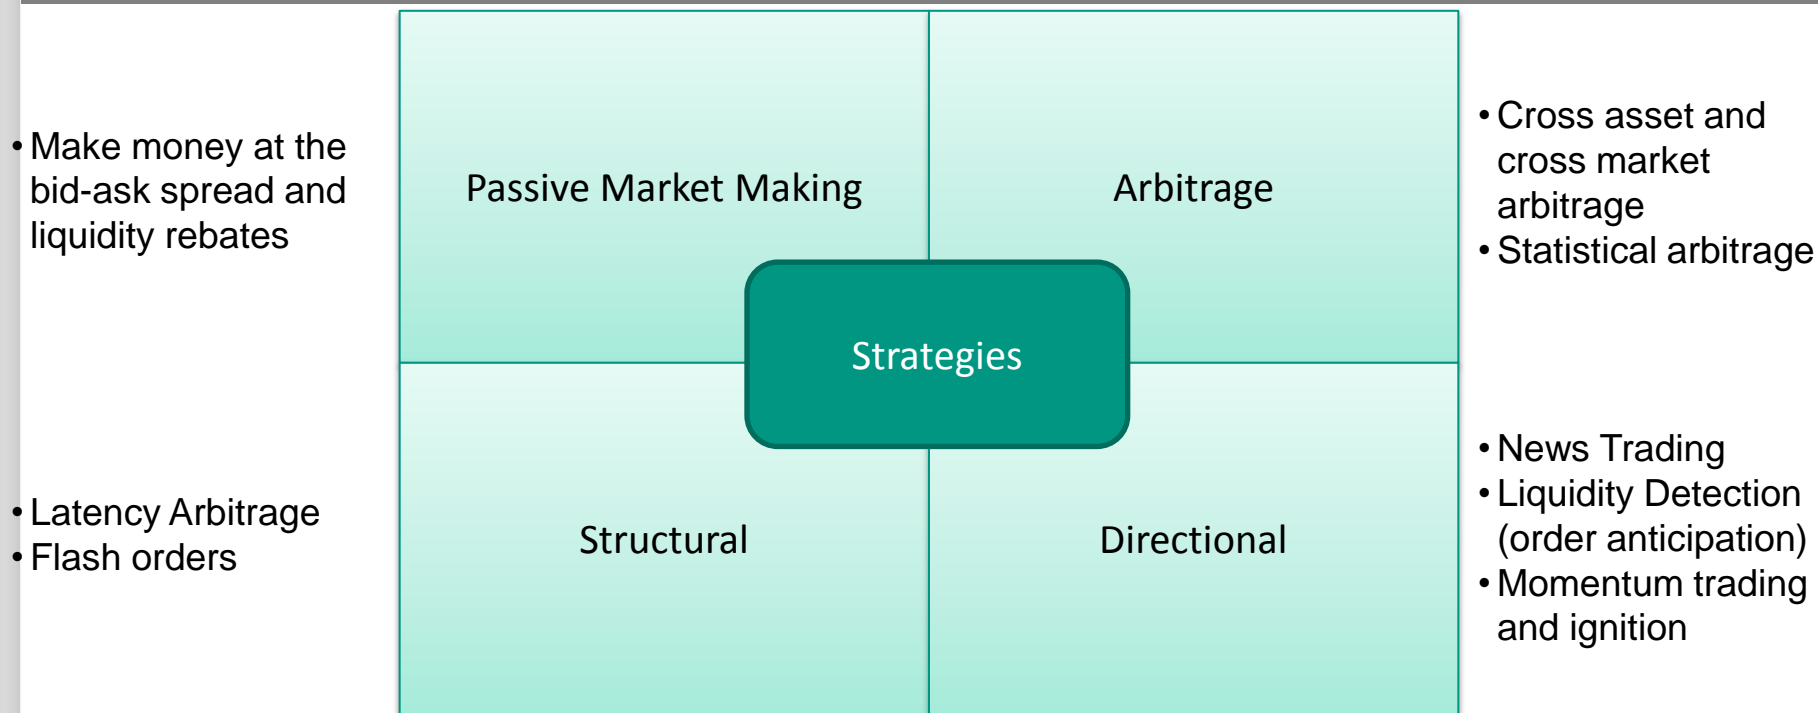 • Make money at the
bid-ask spread and
liquidity rebates
Passive Market Making
Arbitrage
• Cross asset and
cross market
arbitrage
• Statistical arbitrage
Strategies
• Latency Arbitrage
• Flash orders
Structural
Directional
• News Trading
• Liquidity Detection
(order anticipation)
• Momentum trading
and ignition